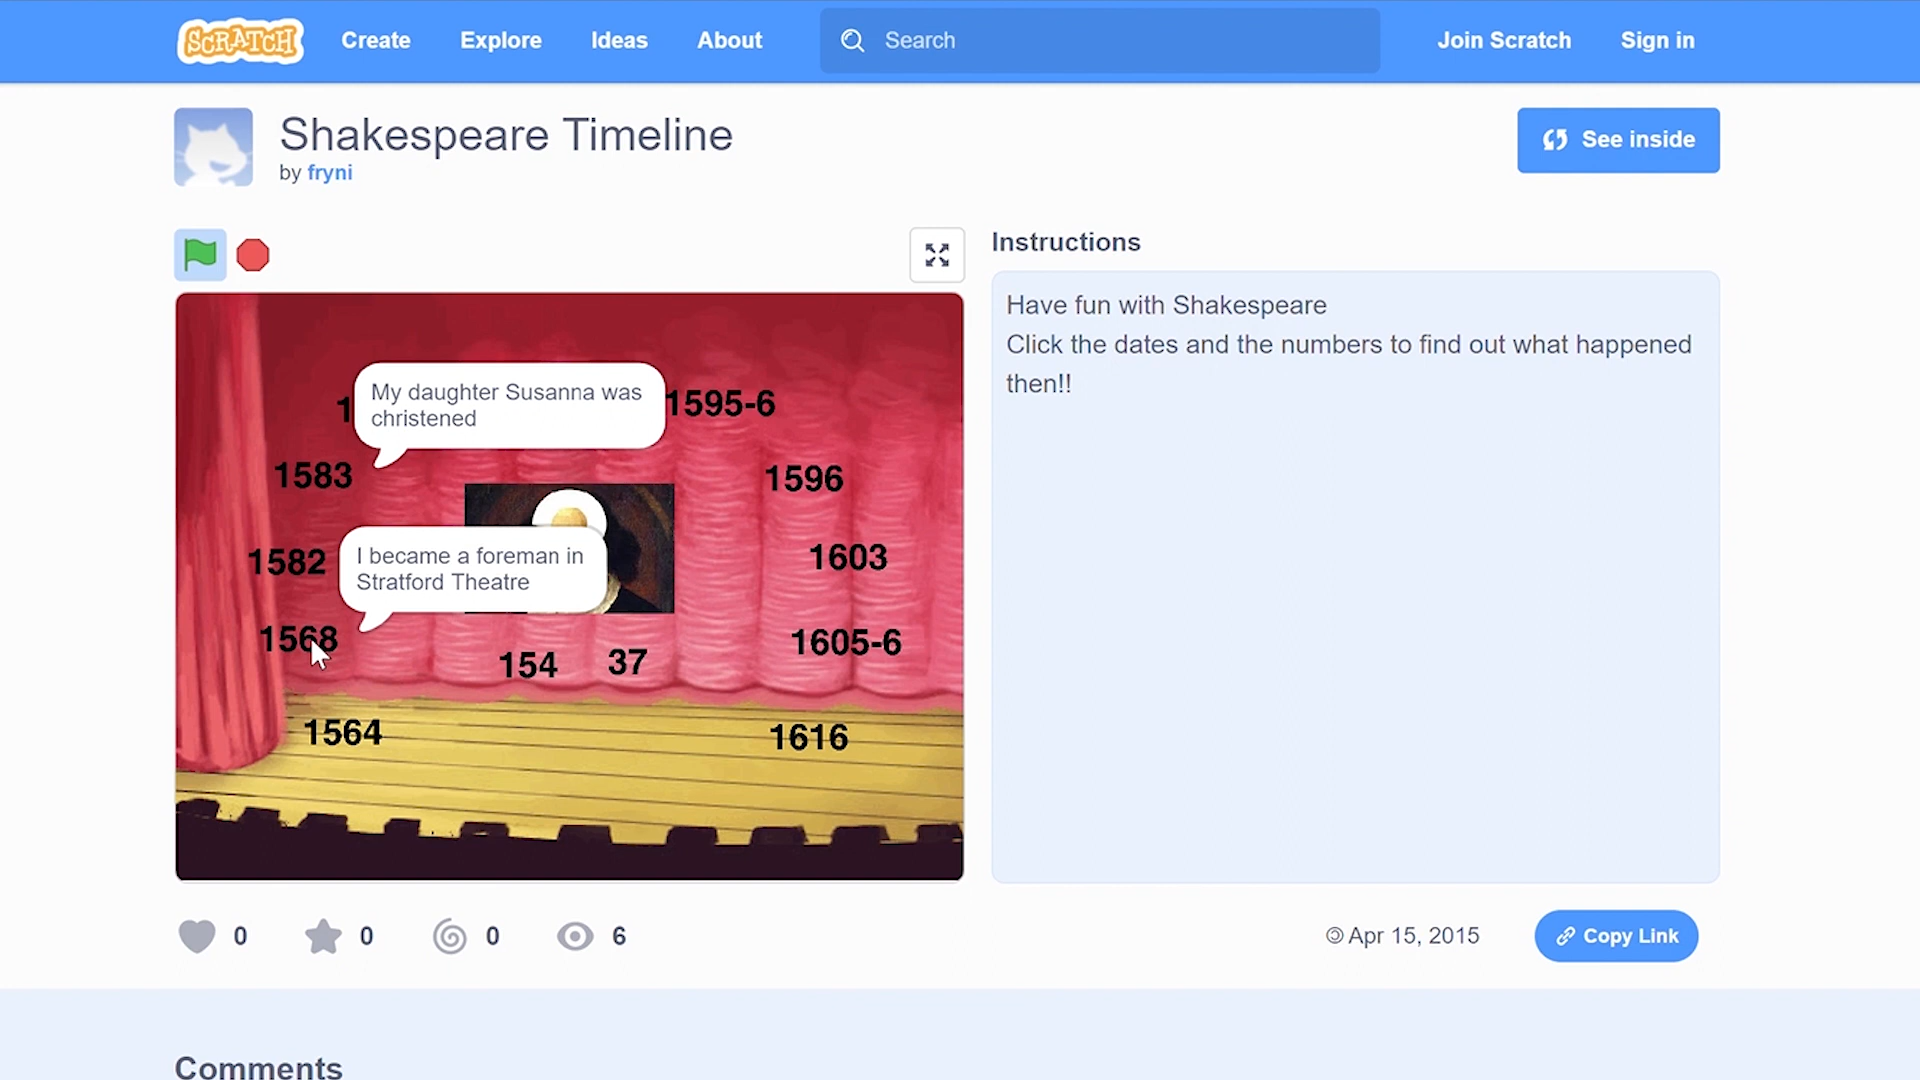 SCRATCH Create Explore Ideas About Search Join Scratch Sign in
Shakespeare Timeline
by fryni
See inside
Instructions
Have fun with Shakespeare
Click the dates and the numbers to find out what happened
then!!
My daughter Susanna was
christened
1595-6
1583
1596
I became a foreman in
Stratford Theatre
1582
1603
1568
1605-6
154
37
1564
1616
0 0 0 6
© Apr 15, 2015
Copy Link
Comments